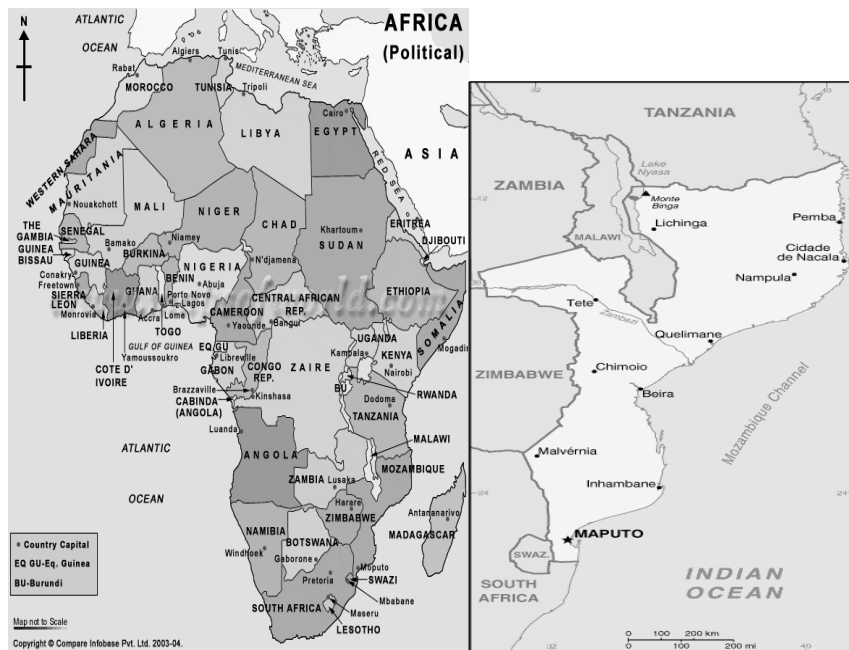 AFRICA
(Political)
N
ATLANTIC
OCEAN
Algiers
Tunis
Rabat
MEDITERRANEAN SEA
MOROCCO
TUNISIA
Tripoli
ALGERIA
LIBYA
Cairo
EGYPT
ASIA
RED SEA
WESTERN SAHARA
MAURITANIA
Nouakchott
MALI
NIGER
CHAD
Khartoum
SUDAN
ERITREA
DJIBOUTI
THE
GAMBIA
SENEGAL
GUINEA
BISSAU
Bamako
BURKINA
Niamey
N'djamena
GUINEA
NIGERIA
BENIN
Abuja
Conakry
Freetown
SIERRA
LEON
Monrovia
GHANA
Porto Novo
Lagos
Lome
Accra
TOGO
LIBERIA
ETHIOPIA
CENTRAL AFRICAN
REP.
CAMEROON
Yaounde
Bangui
SOMALIA
GULF OF GUINEA
Yamoussoukro
COTE D'
IVOIRE
EQ GU
Libreville
GABON
CONGO
REP.
ZAIRE
UGANDA
Kampala
KENYA
Nairobi
Mogadin
BU
RWANDA
Brazzaville
Kinshasa
CABINDA
(ANGOLA)
Dodoma
TANZANIA
ATLANTIC
OCEAN
Luanda
ANGOLA
MALAWI
ZAMBIA
Lusaka
MOZAMBIQUE
Harare
ZIMBABWE
Antananarivo
MADAGASCAR
NAMIBIA
Windhoek
BOTSWANA
Gaborone
Pretoria
Moputo
SWAZI
Mbabane
SOUTH AFRICA
Maseru
LESOTHO
Country Capital
EQ GU-Eq. Guinea
BU-Burundi
Map not to Scale
Copyright © Compare Infobase Pvt. Ltd. 2003-04.
32
40
TANZANIA
Lake
Nyasa
ZAMBIA
12
Monte
Binga
Lichinga
Pemba
MALAWI
Cidade
de Nacala
Nampula
Tete
Zambezi
Quelimane
ZIMBABWE
Chimoio
Beira
Mozambique Channel
Malvérnia
Inhambane
24
24
MAPUTO
SWAZ.
SOUTH
AFRICA
INDIAN
OCEAN
0 100 200 km
0 100 200 mi
32
40